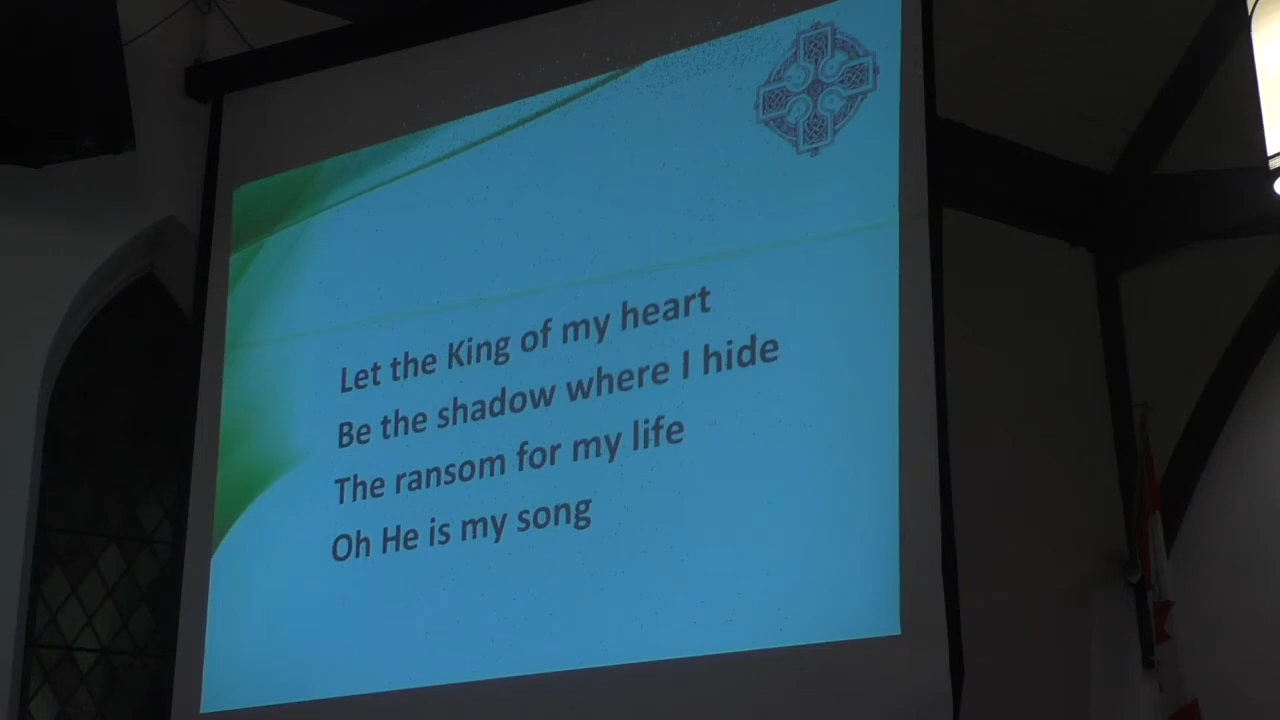 Let the King of my heart
Be the shadow where I hide
The ransom for my life
Oh He is my song